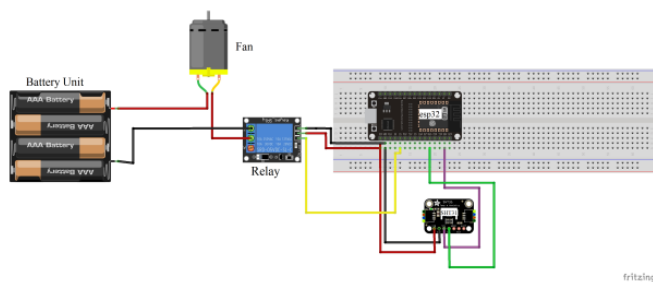 Fan
Battery Unit
AAA Battery
AAA Battery
AAA Battery
AAA Battery
esp32
Relay
fritzing